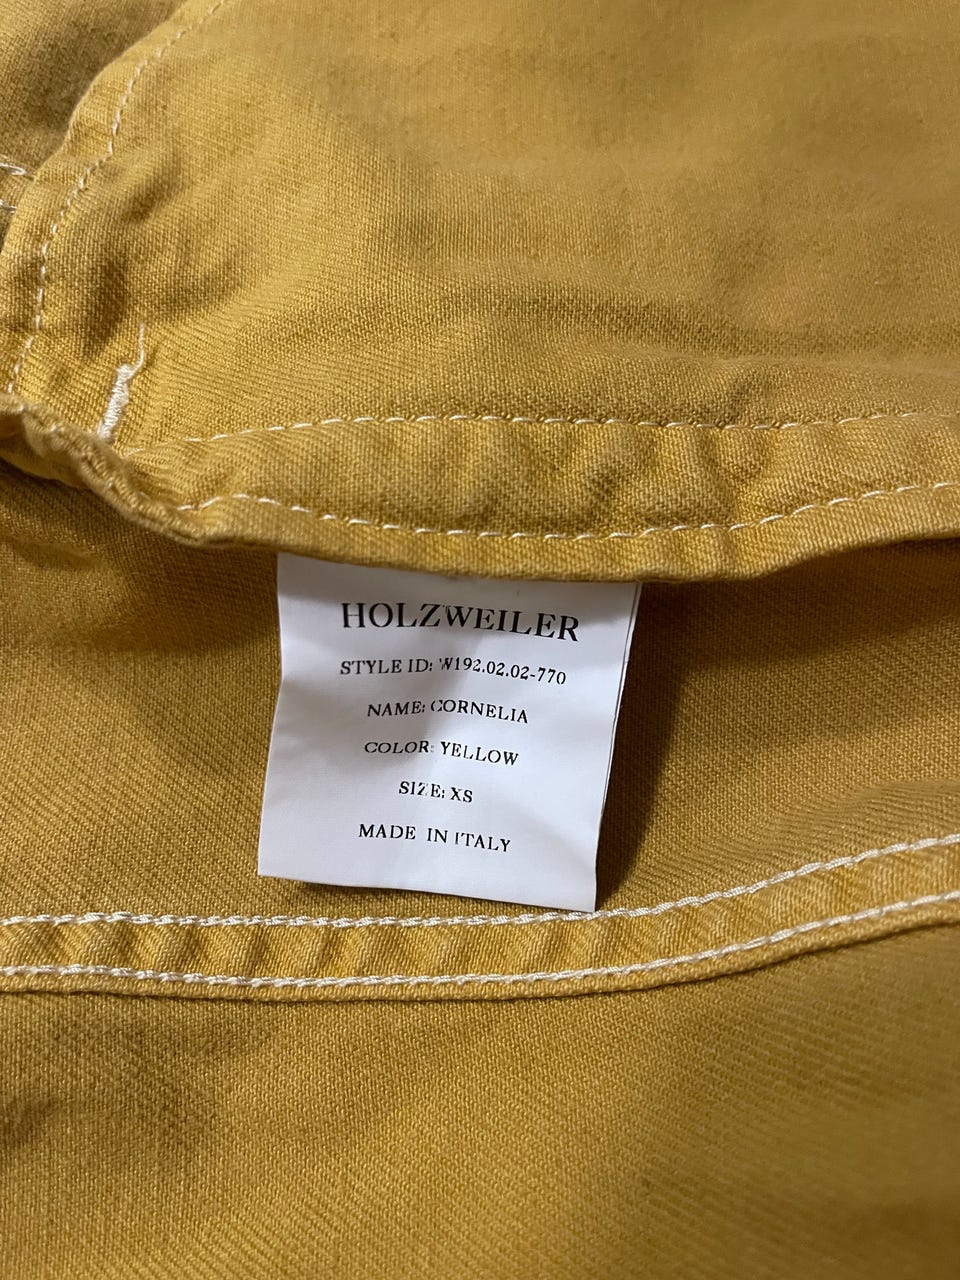 HOLZWEILER
STYLE ID: W192.02.02-770
NAME: CORNELIA
COLOR: YELLOW
SIZE: XS
MADE IN ITALY